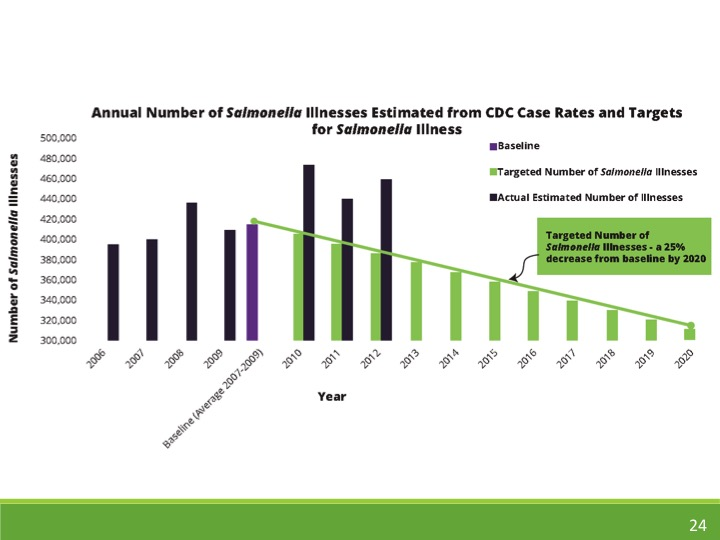 Annual Number of Salmonella Illnesses Estimated from CDC Case Rates and Targets
for Salmonella Illness
Number of Salmonella Illnesses
500,000
480,000
460,000
440,000
420,000
400,000
380,000
360,000
340,000
320,000
300,000
Baseline
Targeted Number of Salmonella Illnesses
Actual Estimated Number of Illnesses
Targeted Number of
Salmonella Illnesses - a 25%
decrease from baseline by 2020
2006
2007
2008
2009
Baseline (Average 2007-2009)
2010
2011
2012
2013
2014
2015
2016
2017
2018
2019
2020
Year
24